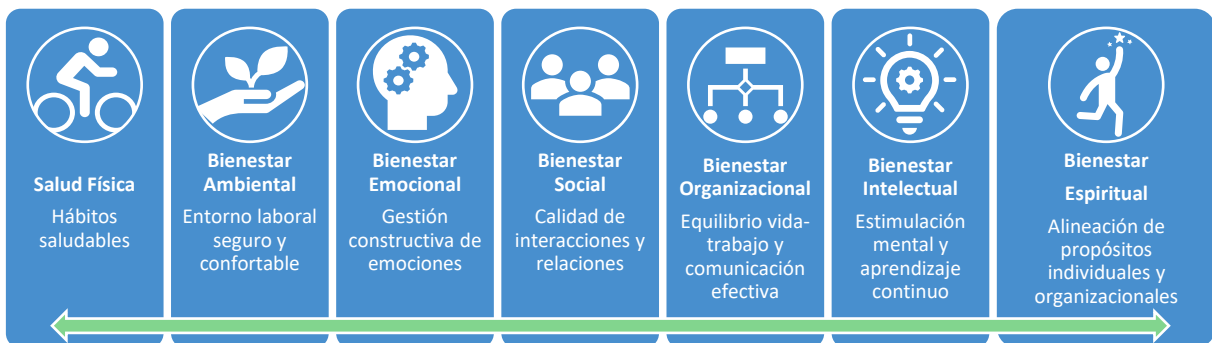 Salud Física
Hábitos
saludables
Bienestar
Ambiental
Entorno laboral
seguro y
confortable
Bienestar
Emocional
Gestión
constructiva de
emociones
Bienestar
Social
Calidad de
interacciones y
relaciones
Bienestar
Organizacional
Equilibrio vida-
trabajo y
comunicación
efectiva
Bienestar
Intelectual
Estimulación
mental y
aprendizaje
continuo
Bienestar
Espiritual
Alineación de
propósitos
individuales y
organizacionales